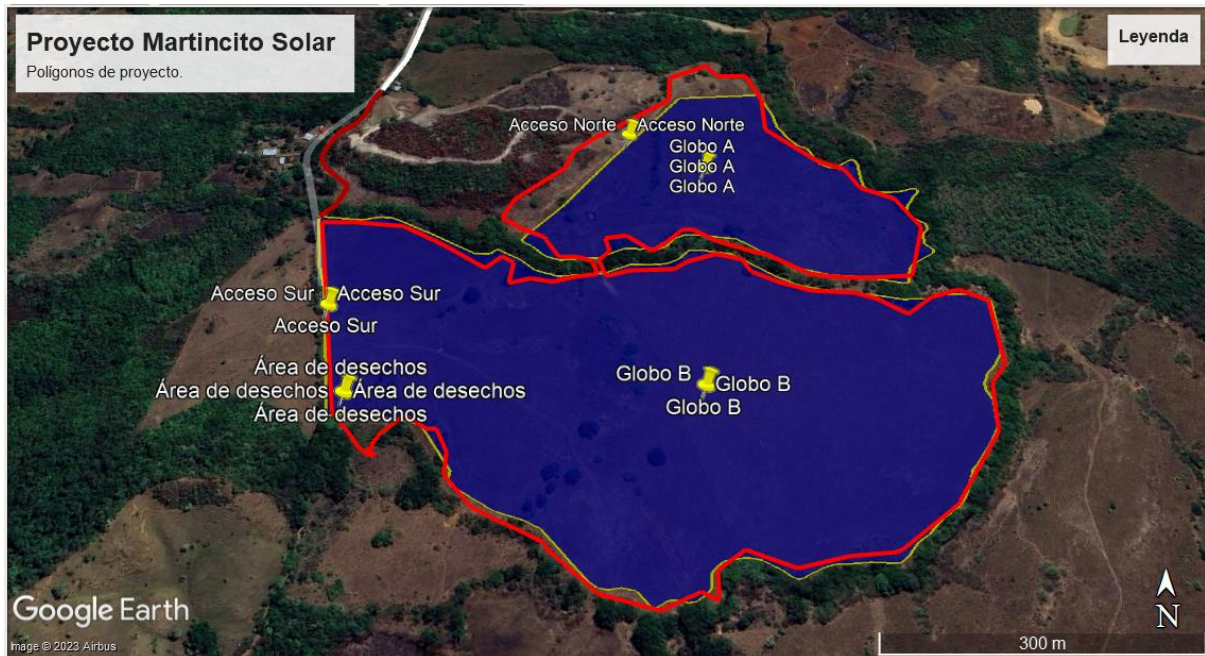 Proyecto Martincito Solar
Polígonos de proyecto.
Leyenda
Acceso Norte Acceso Norte
Globo A
Globo A
Globo A
Acceso Sur Acceso Sur
Acceso Sur
Área de desechos
Área de desechos Área de desechos
Área de desechos
Globo B Globo B
Globo B
Google Earth
Image © 2023 Airbus
N
300 m